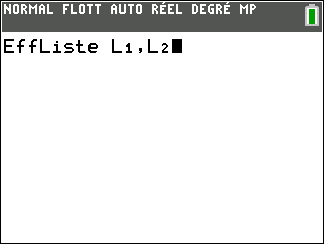 NORMAL FLOTT AUTO RÉEL DEGRÉ MP
EffListe L₁,L₂